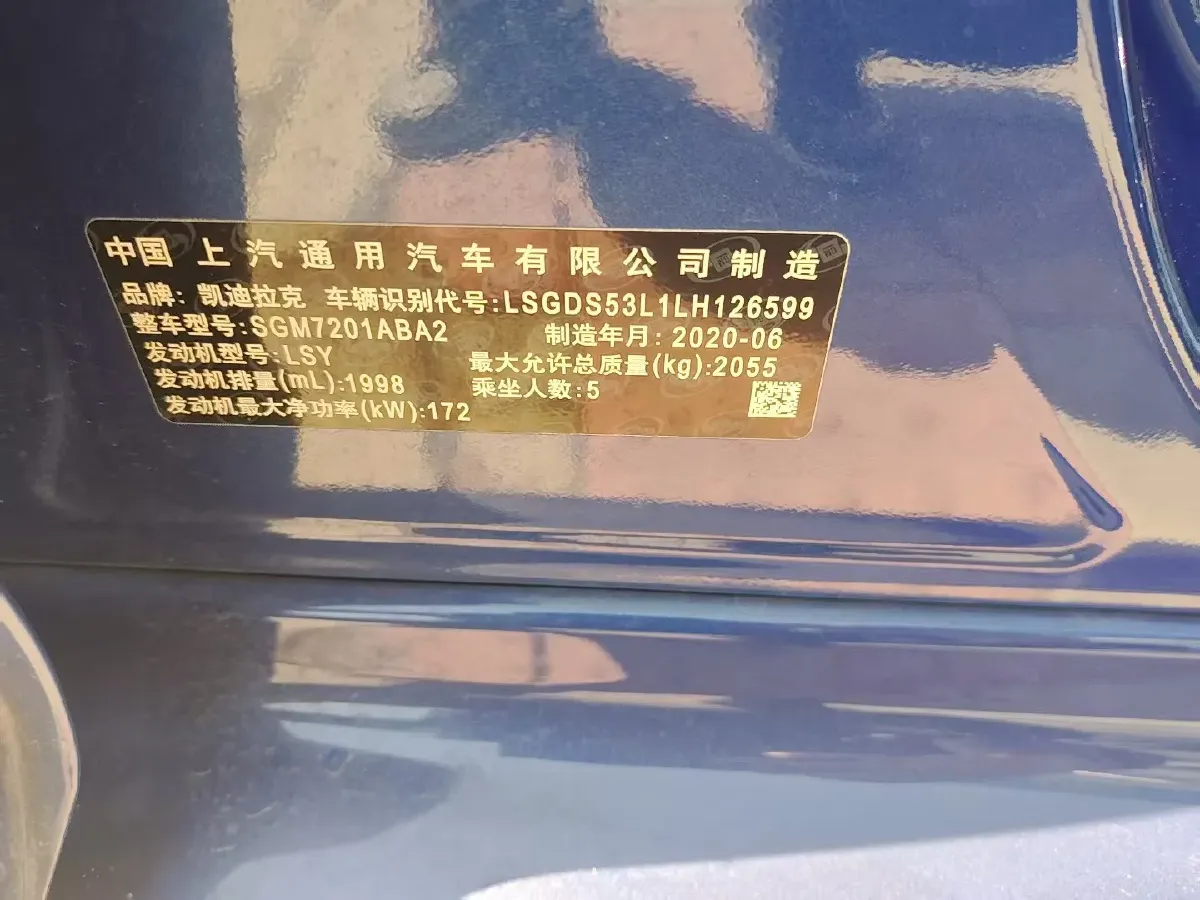 中国上汽通用汽车有限公司制造
品牌: 凯迪拉克 车辆识别代号:LSGDS53L1LH126599
整车型号:SGM7201ABA2 制造年月: 2020-06
发动机型号:LSY 最大允许总质量(kg):2055
发动机排量(mL):1998 乘坐人数:5
发动机最大净功率(kW):172